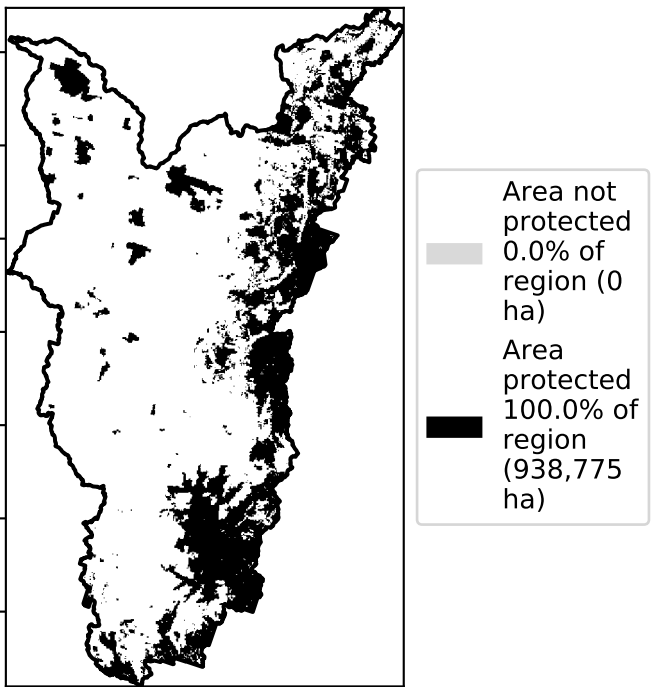 Area not
protected
0.0% of
region (0
ha)
Area
protected
100.0% of
region
(938,775
ha)